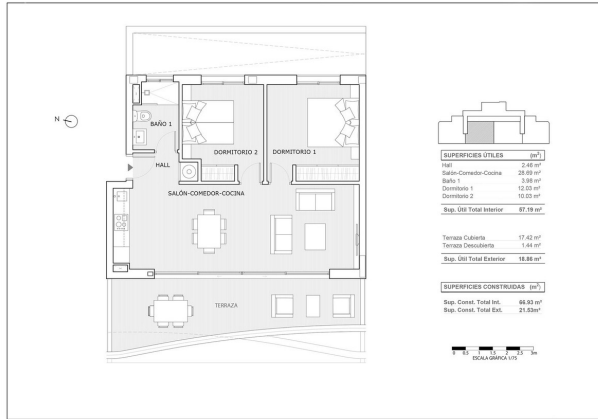 N
BAÑO 1
DORMITORIO 2
DORMITORIO 1
HALL
SALÓN-COMEDOR-COCINA
TERRAZA
SUPERFICIES ÚTILES (m²)
Hall 2.48 m²
Salón-Comedor-Cocina 28.69 m²
Baño 1 3.98 m²
Dormitorio 1 12.03 m²
Dormitorio 2 10.03 m²
Sup. Útil Total Interior 57.19 m²
Terraza Cubierta 17.42 m²
Terraza Descubierta 1.44 m²
Sup. Útil Total Exterior 18.86 m²
SUPERFICIES CONSTRUIDAS (m²)
Sup. Const. Total Int. 66.93 m²
Sup. Const. Total Ext. 21.53m²
0 0.5 1 1.5 2 2.5 3m
ESCALA GRÁFICA 1/75